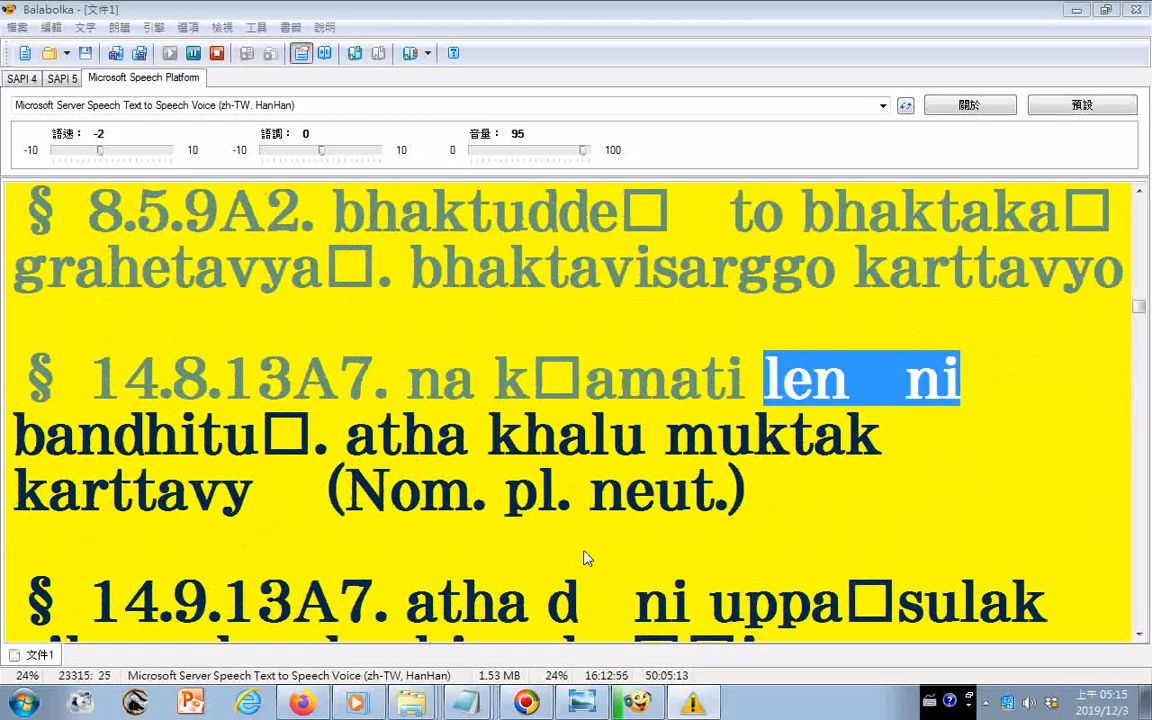 Balabolka - [文件1]
檔案 編輯 文字 朗讀 引擎 選項 檢視 工具 書籤 說明
SAPI 4 SAPI 5 Microsoft Speech Platform
Microsoft Server Speech Text to Speech Voice (zh-TW, HanHan) 關於 預設
語速： -2 語調： 0 音量： 95
-10 10 -10 10 0 100
§ 8.5.9A2. bhaktudde□ to bhaktaka□
grahetavya□. bhaktavisarggo karttavyo
§ 14.8.13A7. na k□amati len ni
bandhitu□. atha khalu muktak
karttavy (Nom. pl. neut.)
§ 14.9.13A7. atha d ni uppa□sulak
文件1
24% 23315: 25 Microsoft Server Speech Text to Speech Voice (zh-TW, HanHan) 1.53 MB 24% 16:12:56 50:05:13
上午 05:15
2019/12/3